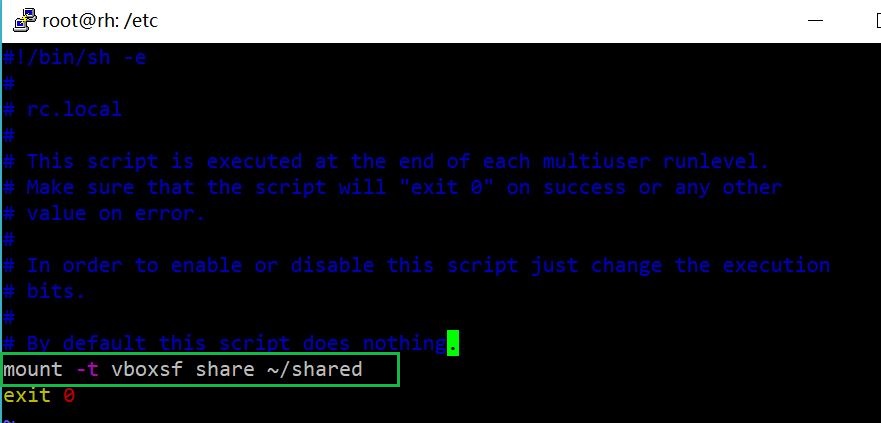 root@rh: /etc
#!/bin/sh -e
#
# rc.local
#
# This script is executed at the end of each multiuser runlevel.
# Make sure that the script will "exit 0" on success or any other
# value on error.
#
# In order to enable or disable this script just change the execution
# bits.
#
# By default this script does nothing.
mount -t vboxsf share ~/shared
exit 0
~